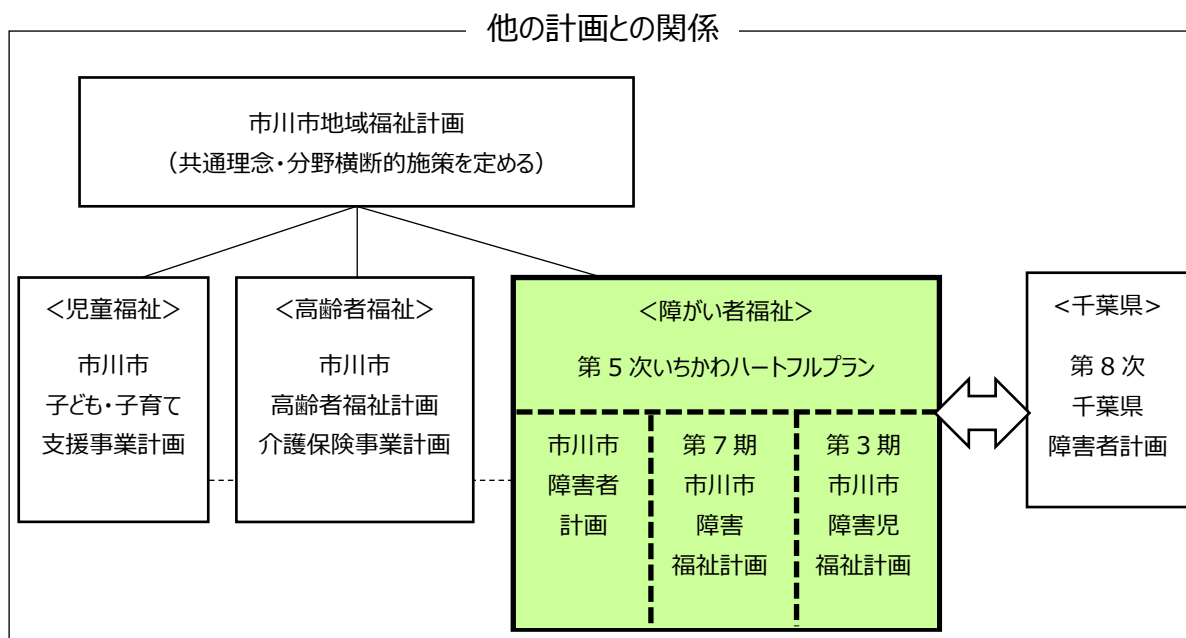 他の計画との関係
市川市地域福祉計画
（共通理念・分野横断的施策を定める）
＜児童福祉＞
市川市
子ども・子育て
支援事業計画
＜高齢者福祉＞
市川市
高齢者福祉計画
介護保険事業計画
＜障がい者福祉＞
第５次いちかわハートフルプラン
市川市
障害者
計画
第７期
市川市
障害
福祉計画
第３期
市川市
障害児
福祉計画
<千葉県>
第８次
千葉県
障害者計画